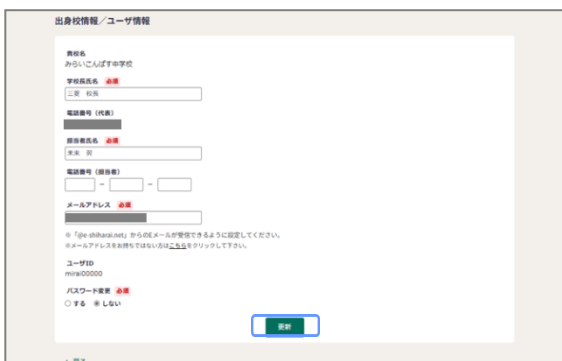 出身校情報／ユーザ情報
貴校名
みらいこんぱす中学校
学校長氏名 必須
三菱 校長
電話番号（代表）
担当者氏名 必須
未来 晃
電話番号（担当者）
- -
メールアドレス 必須
※「@e-shiharai.net」からのEメールが受信できるように設定してください。
※メールアドレスをお持ちではない方はこちらをクリックして下さい。
ユーザID
mirai00000
パスワード変更 必須
する しない
更新